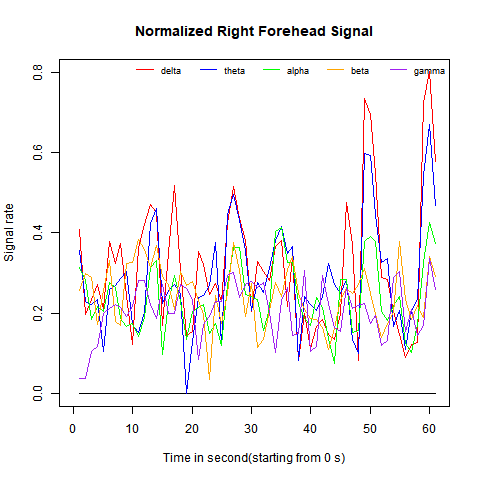 Normalized Right Forehead Signal
delta theta alpha beta gamma
0.8
0.6
0.4
0.2
0.0
Signal rate
0 10 20 30 40 50 60
Time in second(starting from 0 s)